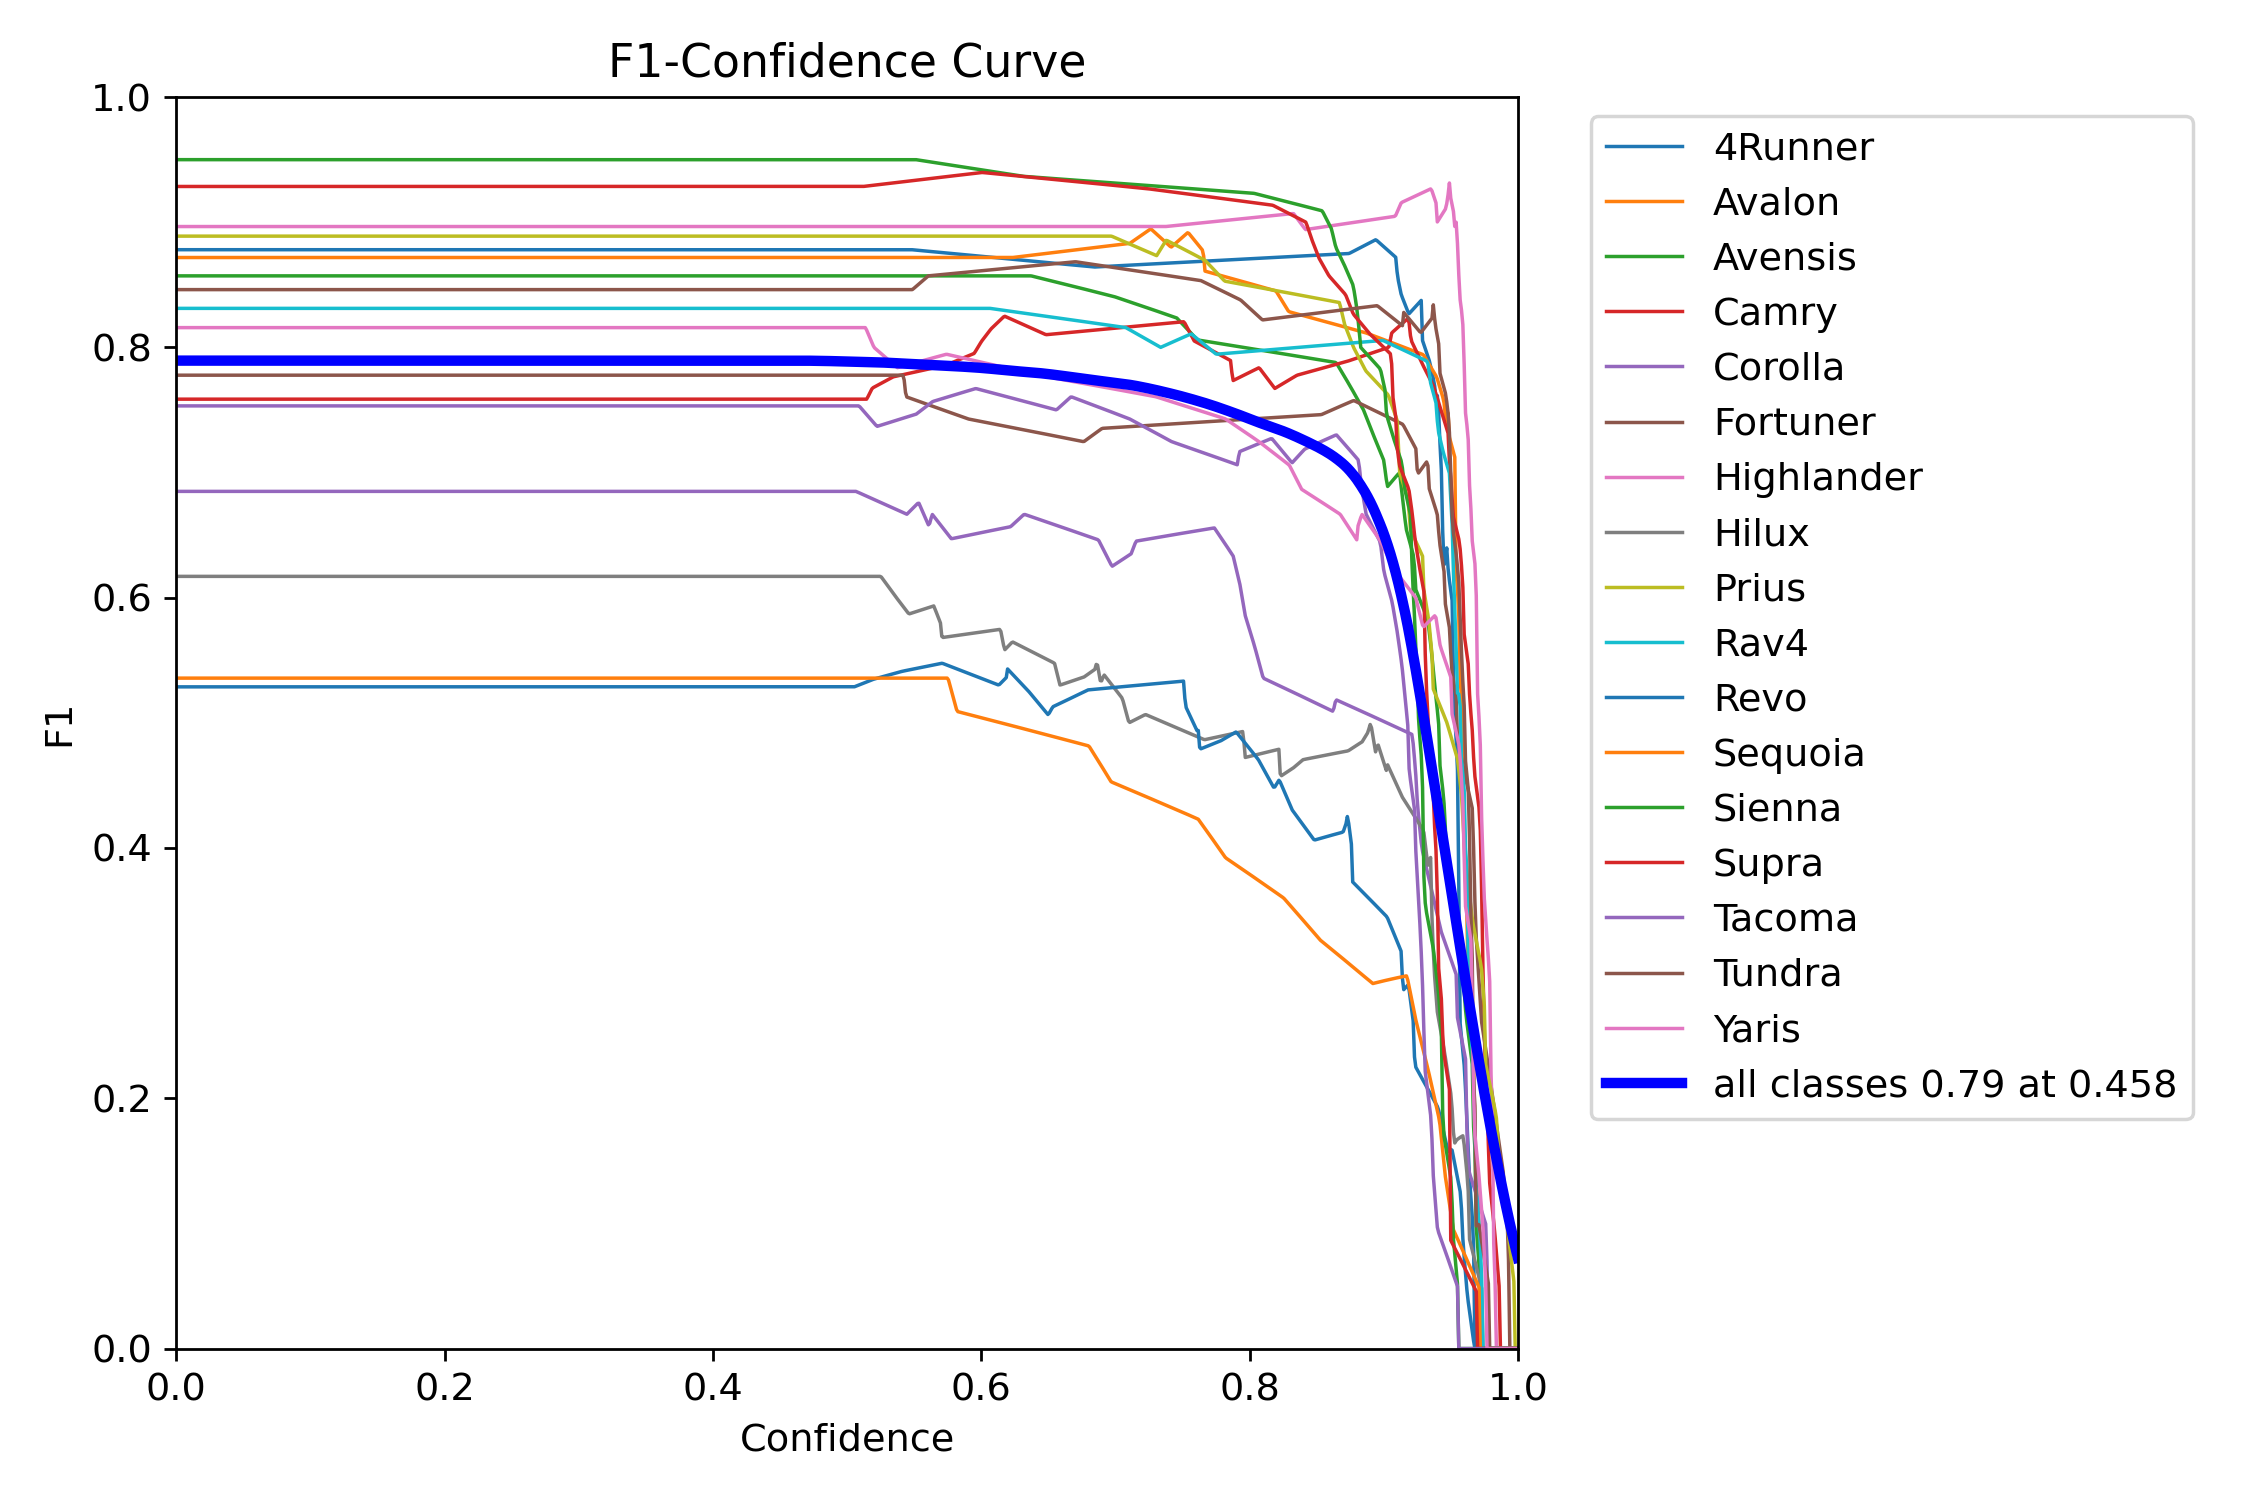 F1-Confidence Curve
1.0
0.8
0.6
0.4
0.2
0.0
F1
0.0 0.2 0.4 0.6 0.8 1.0
Confidence
4Runner
Avalon
Avensis
Camry
Corolla
Fortuner
Highlander
Hilux
Prius
Rav4
Revo
Sequoia
Sienna
Supra
Tacoma
Tundra
Yaris
all classes 0.79 at 0.458